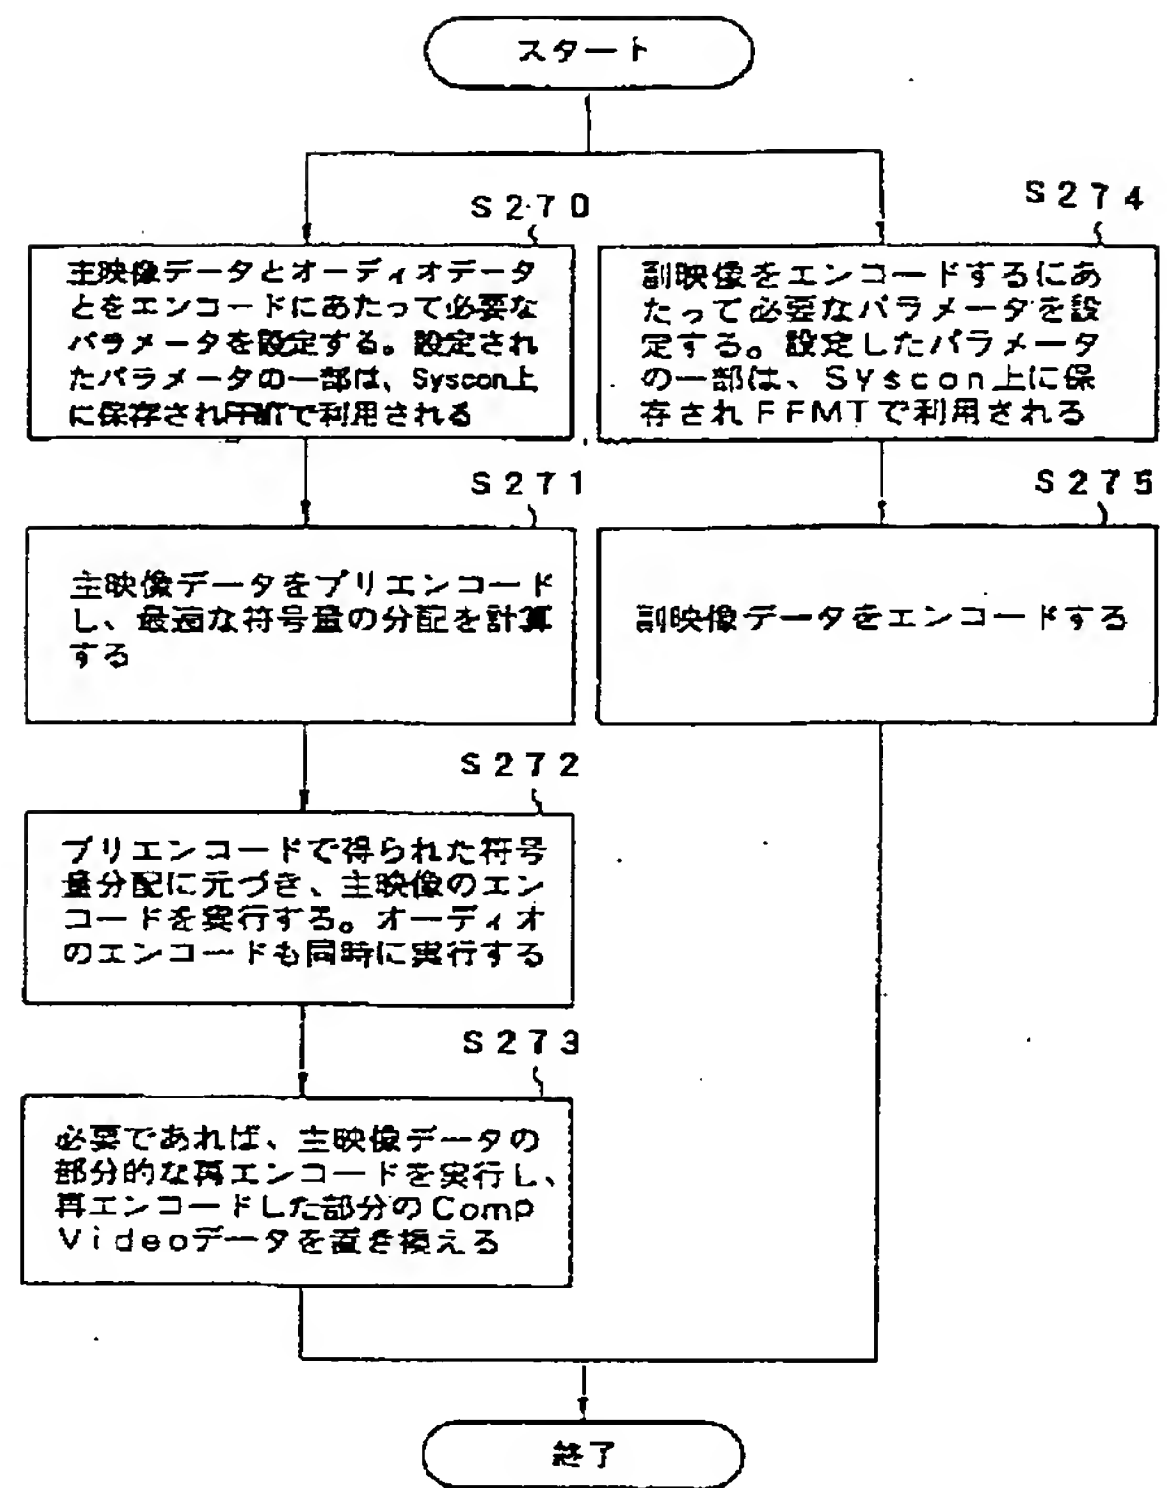 スタート
S270
主映像データとオーディオデータ
とをエンコードにあたって必要な
パラメータを設定する。設定され
たパラメータの一部は、Syscon上
に保存されFFMTで利用される
S274
副映像をエンコードするにあ
たって必要なパラメータを設
定する。設定したパラメータ
の一部は、Syscon上に保
存されFFMTで利用される
S271
主映像データをプリエンコード
し、最適な符号量の分配を計算
する
S275
副映像データをエンコードする
S272
プリエンコードで得られた符号
量分配に元づき、主映像のエン
コードを実行する。オーディオ
のエンコードも同時に実行する
S273
必要であれば、主映像データの
部分的な再エンコードを実行し、
再エンコードした部分のComp
Videoデータを置き換える
終了